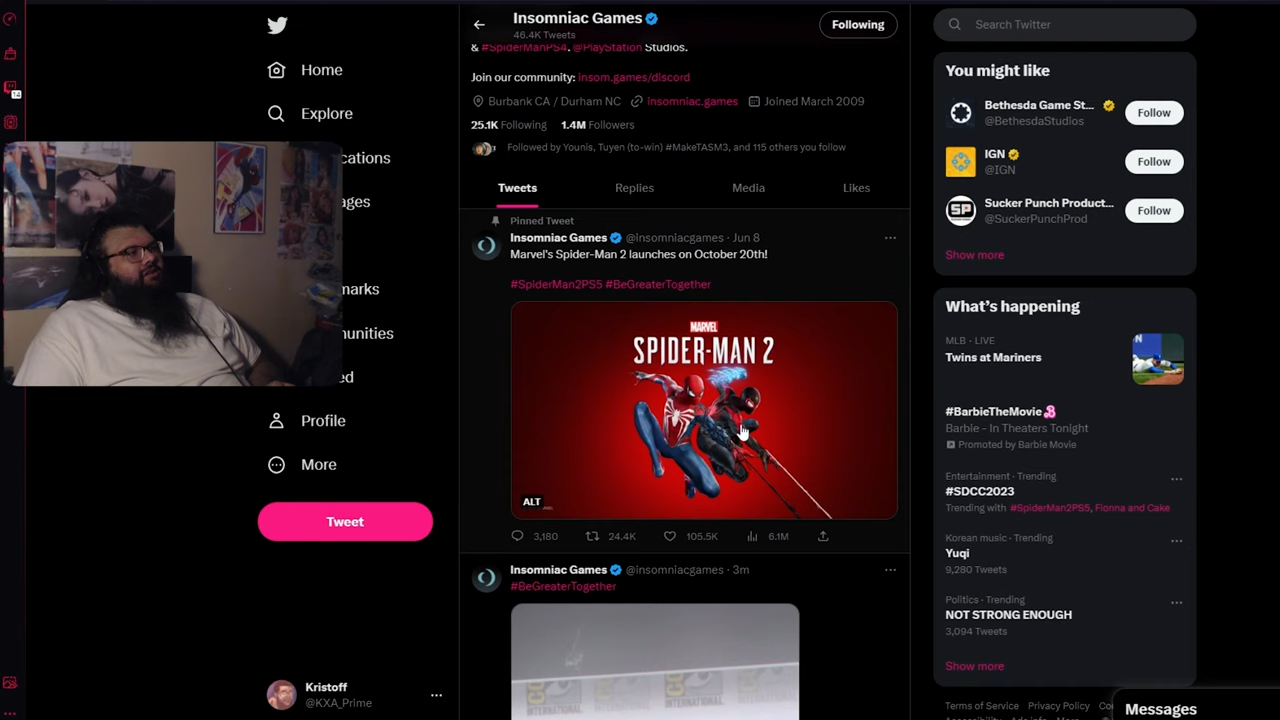 Insomniac Games
46.4K Tweets
Following
& #SpiderManPS4. @PlayStation Studios.
Join our community: insom.games/discord
Burbank CA / Durham NC insomniac.games Joined March 2009
25.1K Following 1.4M Followers
Followed by Younis, Tuyen (to-win) #MakeTASM3, and 115 others you follow
Tweets Replies Media Likes
Pinned Tweet
Insomniac Games @insomniacgames · Jun 8
Marvel's Spider-Man 2 launches on October 20th!
#SpiderMan2PS5 #BeGreaterTogether
MARVEL
SPIDER-MAN 2
ALT
3,180 24.4K 105.5K 6.1M
Insomniac Games @insomniacgames · 3m
#BeGreaterTogether
INTERNATIONAL
14
Home
Explore
cations
ages
marks
nunities
ed
Profile
More
Tweet
Kristoff
@KXA_Prime
Search Twitter
You might like
Bethesda Game St...
@BethesdaStudios
Follow
IGN
@IGN
Follow
SP
Sucker Punch Product...
@SuckerPunchProd
Follow
Show more
What's happening
MLB · LIVE
Twins at Mariners
#BarbieTheMovie
Barbie - In Theaters Tonight
Promoted by Barbie Movie
Entertainment · Trending
#SDCC2023
Trending with #SpiderMan2PS5, Fionna and Cake
Korean music · Trending
Yuqi
9,280 Tweets
Politics · Trending
NOT STRONG ENOUGH
3,094 Tweets
Show more
Terms of Service Privacy Policy Co
Messages